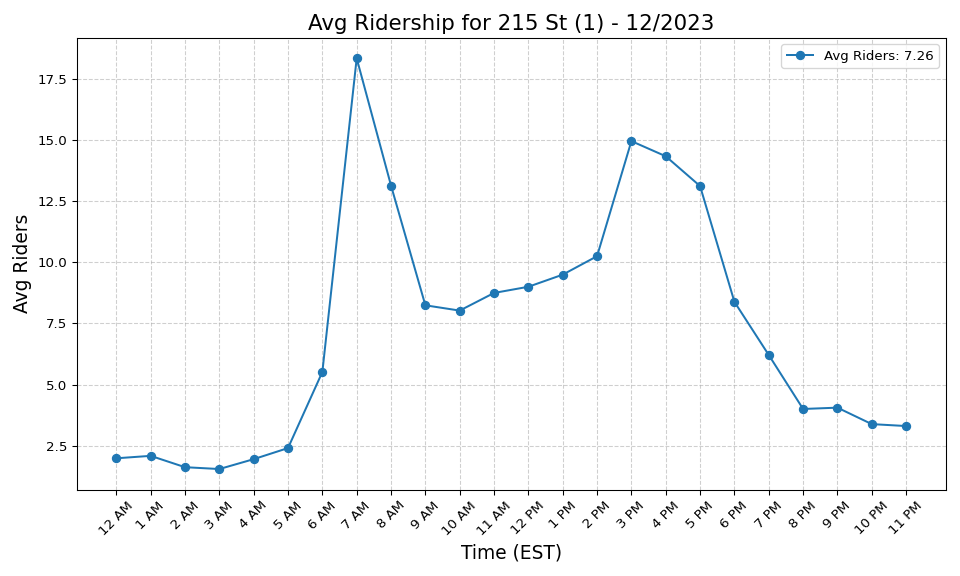 Avg Ridership for 215 St (1) - 12/2023
Avg Riders: 7.26
17.5
15.0
12.5
10.0
7.5
5.0
2.5
Avg Riders
12 AM
1 AM
2 AM
3 AM
4 AM
5 AM
6 AM
7 AM
8 AM
9 AM
10 AM
11 AM
12 PM
1 PM
2 PM
3 PM
4 PM
5 PM
6 PM
7 PM
8 PM
9 PM
10 PM
11 PM
Time (EST)